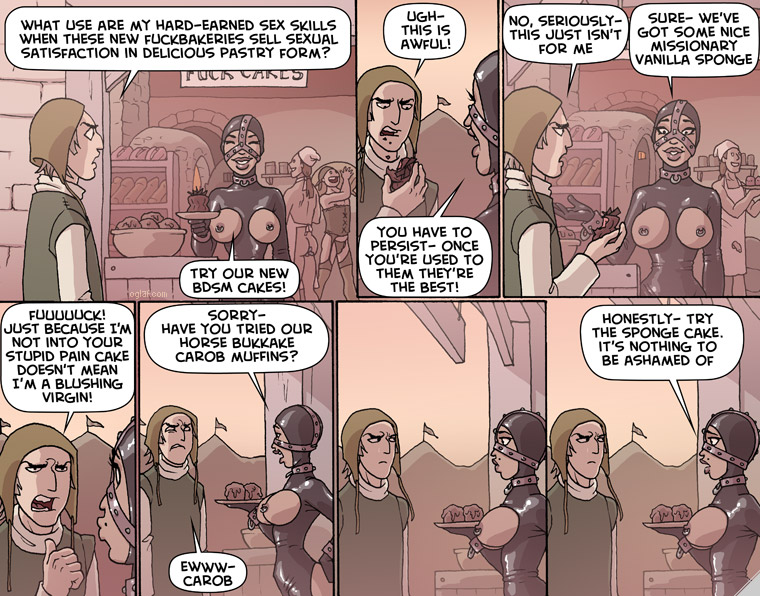 WHAT USE ARE MY HARD-EARNED SEX SKILLS
WHEN THESE NEW FUCKBAKERIES SELL SEXUAL
SATISFACTION IN DELICIOUS PASTRY FORM?
FUCK CAKES
TRY OUR NEW
BDSM CAKES!
oglaf.com
UGH-
THIS IS
AWFUL!
YOU HAVE TO
PERSIST- ONCE
YOU'RE USED TO
THEM THEY'RE
THE BEST!
NO, SERIOUSLY-
THIS JUST ISN'T
FOR ME
SURE- WE'VE
GOT SOME NICE
MISSIONARY
VANILLA SPONGE
FUUUUUCK!
JUST BECAUSE I'M
NOT INTO YOUR
STUPID PAIN CAKE
DOESN'T MEAN
I'M A BLUSHING
VIRGIN!
SORRY-
HAVE YOU TRIED OUR
HORSE BUKKAKE
CAROB MUFFINS?
EWWW-
CAROB
HONESTLY- TRY
THE SPONGE CAKE.
IT'S NOTHING TO
BE ASHAMED OF